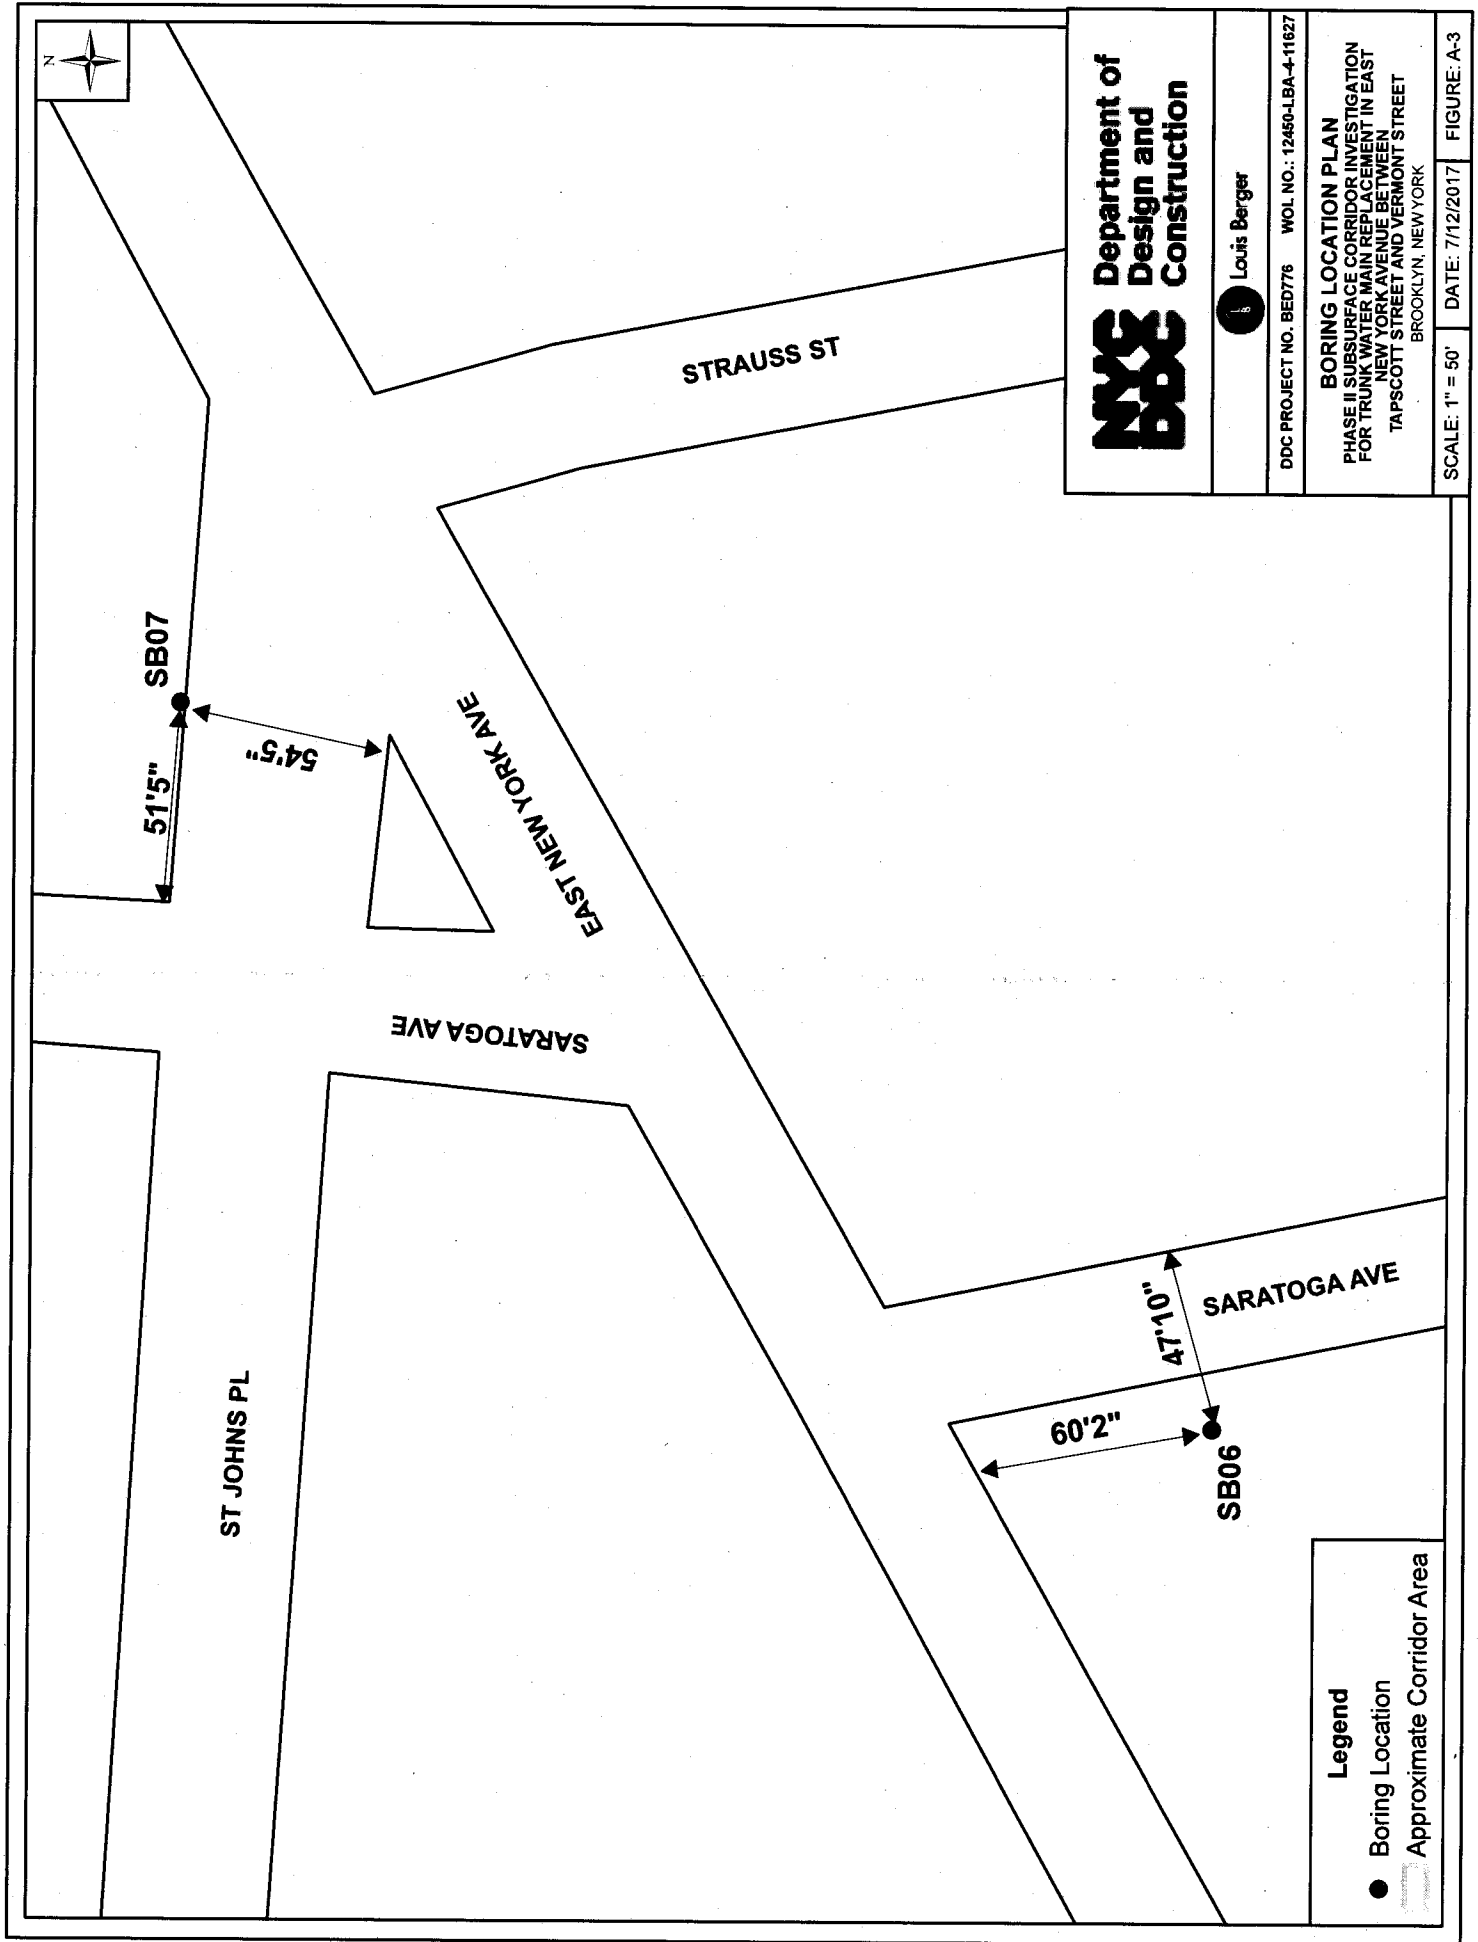 N
SB07
51'5"
54'5"
EAST NEW YORK AVE
STRAUSS ST
SARATOGA AVE
ST JOHNS PL
47'10"
SARATOGA AVE
60'2"
SB06
Legend
Boring Location
Approximate Corridor Area
NYC Department of
DDC Design and
Construction
Louis Berger
DDC PROJECT NO. BED776 WOL NO.: 12450-LBA-4-11627
BORING LOCATION PLAN
PHASE II SUBSURFACE CORRIDOR INVESTIGATION
FOR TRUNK WATER MAIN REPLACEMENT IN EAST
NEW YORK AVENUE BETWEEN
TAPSCOTT STREET AND VERMONT STREET
BROOKLYN, NEW YORK
SCALE: 1" = 50' DATE: 7/12/2017 FIGURE: A-3